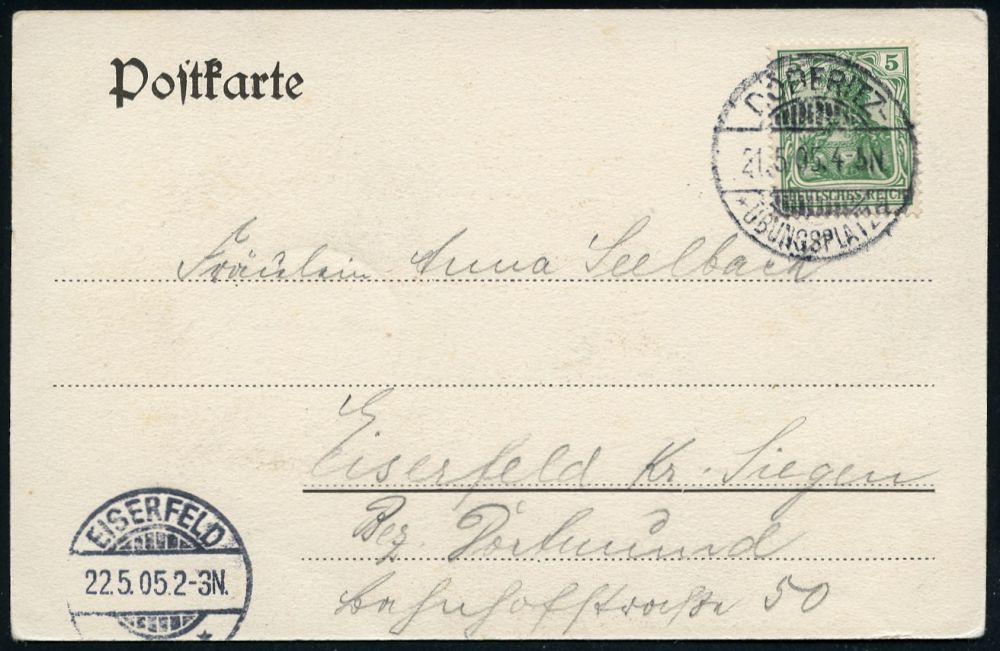 Postkarte
5
DÖBERITZ-
21.5.05.4-5N.
DEUTSCHES REICH
* ÜBUNGSPLATZ *
Fräulein Anna Seelbach
Eiserfeld Kr. Siegen
Bez. Dortmund
Bahnhofstraße 50
EISERFELD
22.5.05.2-3N.
*